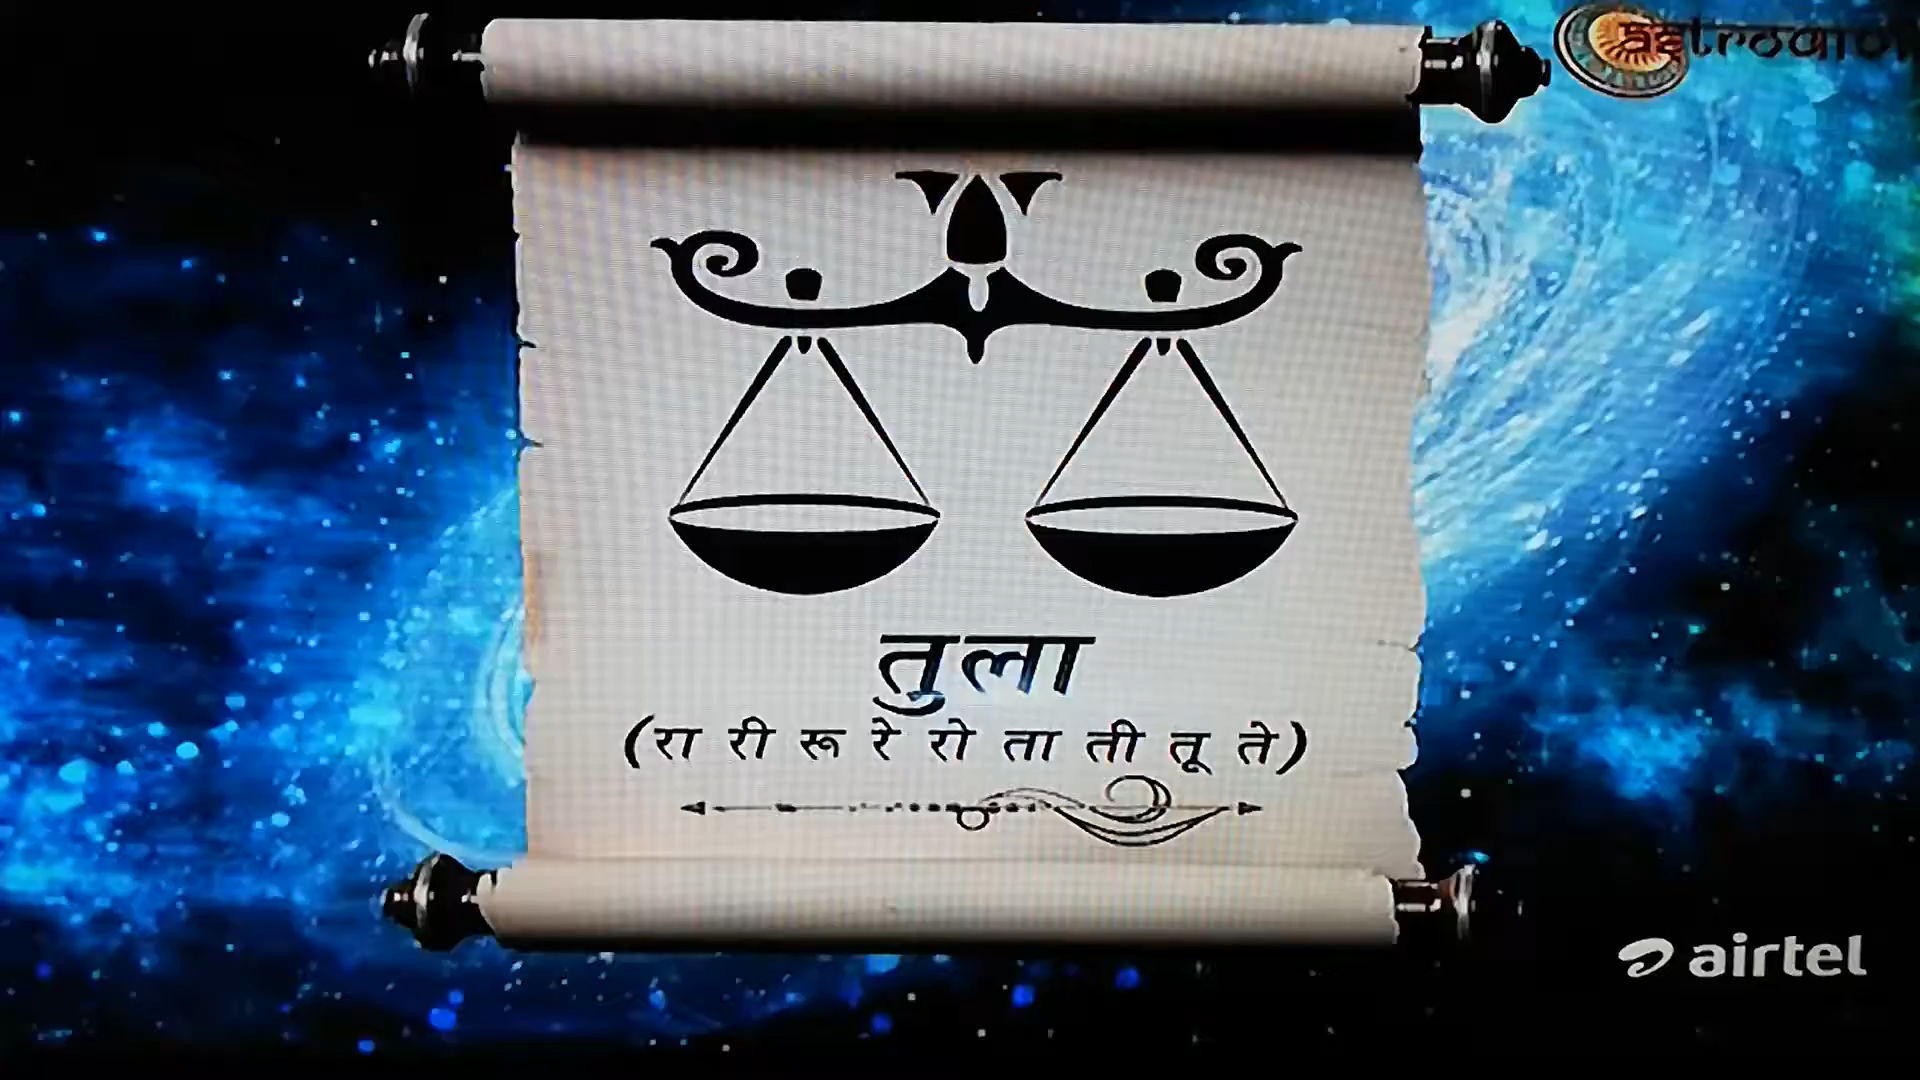 तुला
(रा री रू रे रो ता ती तू ते)
airtel